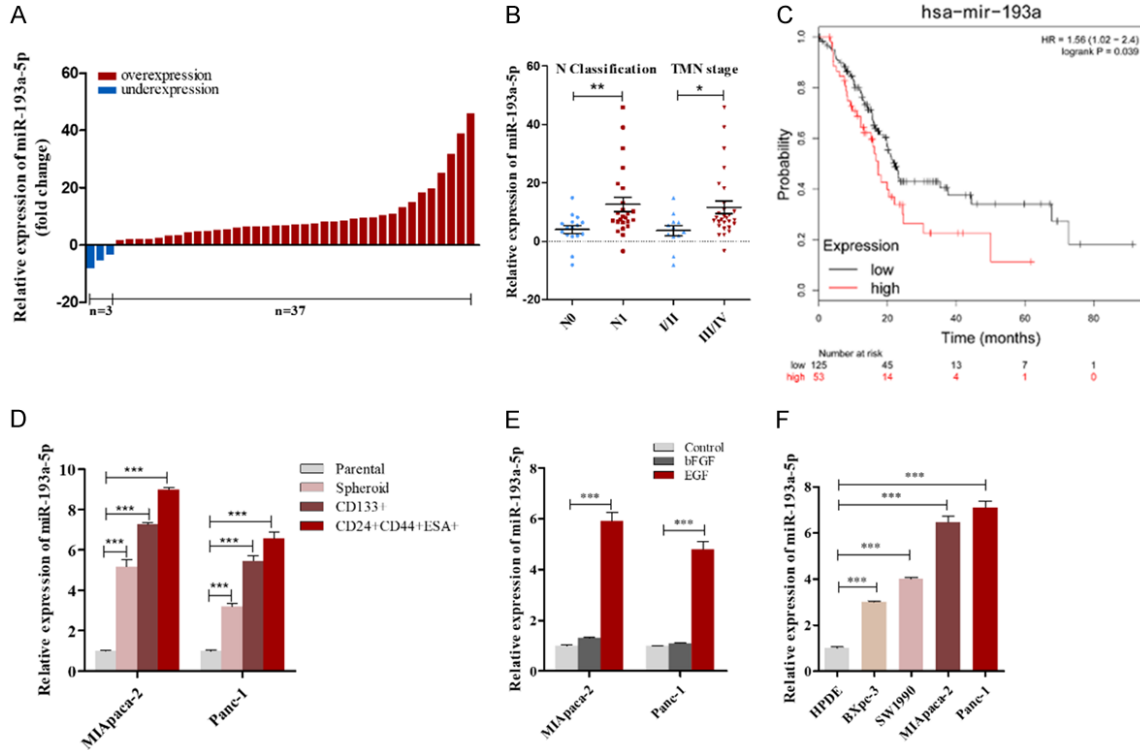 A
Relative expression of miR-193a-5p
(fold change)
overexpression
underexpression
60
40
20
0
-20
n=3
n=37
B
Relative expression of miR-193a-5p
N Classification
TMN stage
**
*
60
40
20
0
-20
N0
N1
I/II
III/IV
C
hsa-mir-193a
HR = 1.56 (1.02 − 2.4)
logrank P = 0.039
Probability
1.0
0.8
0.6
0.4
0.2
0.0
Expression
low
high
0
20
40
60
80
Time (months)
Number at risk
low 125 45 13 7 1
high 53 14 4 1 0
D
Relative expression of miR-193a-5p
10
8
6
4
2
0
***
***
***
***
***
***
Parental
Spheroid
CD133+
CD24+CD44+ESA+
MIApaca-2
Panc-1
E
Relative expression of miR-193a-5p
8
6
4
2
0
Control
bFGF
EGF
***
***
MIApaca-2
Panc-1
F
Relative expression of miR-193a-5p
8
6
4
2
0
***
***
***
***
HPDE
BXpc-3
SW1990
MIApaca-2
Panc-1